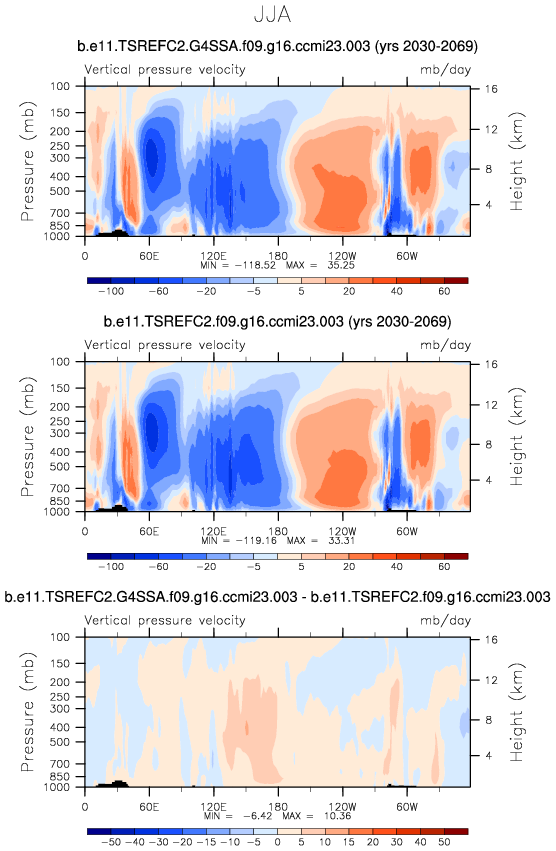 JJA
b.e11.TSREFC2.G4SSA.f09.g16.ccmi23.003 (yrs 2030-2069)
Vertical pressure velocity mb/day
Pressure (mb)
100
150
200
250
300
400
500
700
850
1000
16
12
8
4
Height (km)
0 60E 120E 180 120W 60W
MIN = -118.52 MAX = 35.25
-100 -60 -20 -5 5 20 40 60
b.e11.TSREFC2.f09.g16.ccmi23.003 (yrs 2030-2069)
Vertical pressure velocity mb/day
Pressure (mb)
100
150
200
250
300
400
500
700
850
1000
16
12
8
4
Height (km)
0 60E 120E 180 120W 60W
MIN = -119.16 MAX = 33.31
-100 -60 -20 -5 5 20 40 60
b.e11.TSREFC2.G4SSA.f09.g16.ccmi23.003 - b.e11.TSREFC2.f09.g16.ccmi23.003
Vertical pressure velocity mb/day
Pressure (mb)
100
150
200
250
300
400
500
700
850
1000
16
12
8
4
Height (km)
0 60E 120E 180 120W 60W
MIN = -6.42 MAX = 10.36
-50 -40 -30 -20 -15 -10 -5 0 5 10 15 20 30 40 50